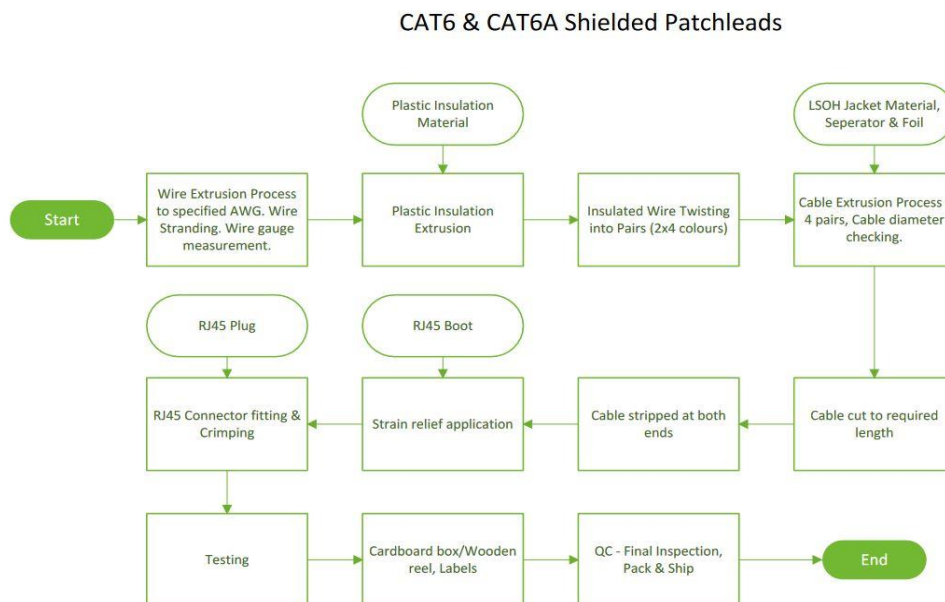 CAT6 & CAT6A Shielded Patchleads
Plastic Insulation
Material
LSOH Jacket Material,
Seperator & Foil
Start
Wire Extrusion Process
to specified AWG. Wire
Stranding. Wire gauge
measurement.
Plastic Insulation
Extrusion
Insulated Wire Twisting
into Pairs (2x4 colours)
Cable Extrusion Process
4 pairs, Cable diameter
checking.
RJ45 Plug
RJ45 Boot
RJ45 Connector fitting &
Crimping
Strain relief application
Cable stripped at both
ends
Cable cut to required
length
Testing
Cardboard box/Wooden
reel, Labels
QC - Final Inspection,
Pack & Ship
End